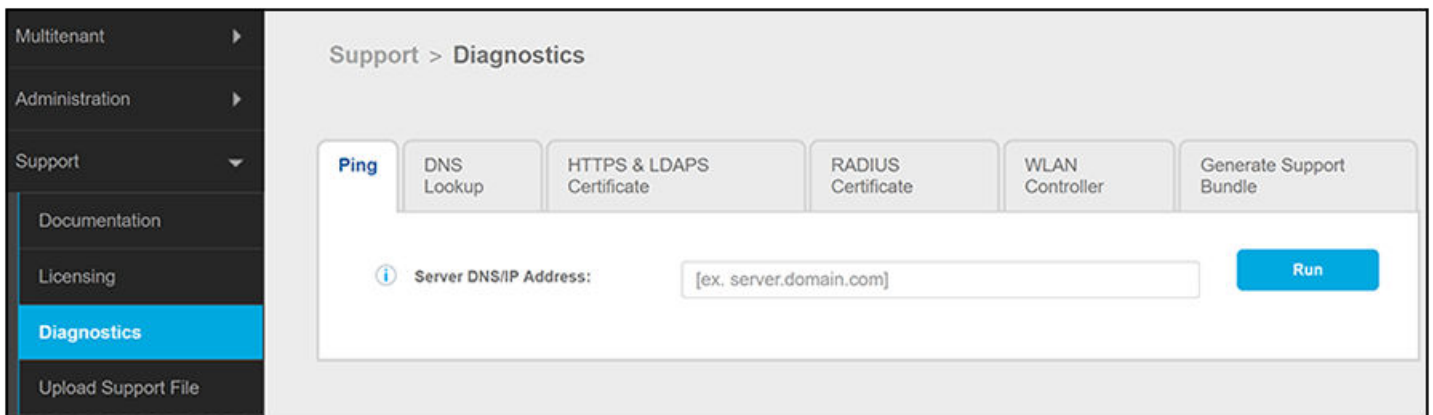 Multitenant
Administration
Support
Documentation
Licensing
Diagnostics
Upload Support File
Support > Diagnostics
Ping
DNS
Lookup
HTTPS & LDAPS
Certificate
RADIUS
Certificate
WLAN
Controller
Generate Support
Bundle
Server DNS/IP Address:
[ex. server.domain.com]
Run